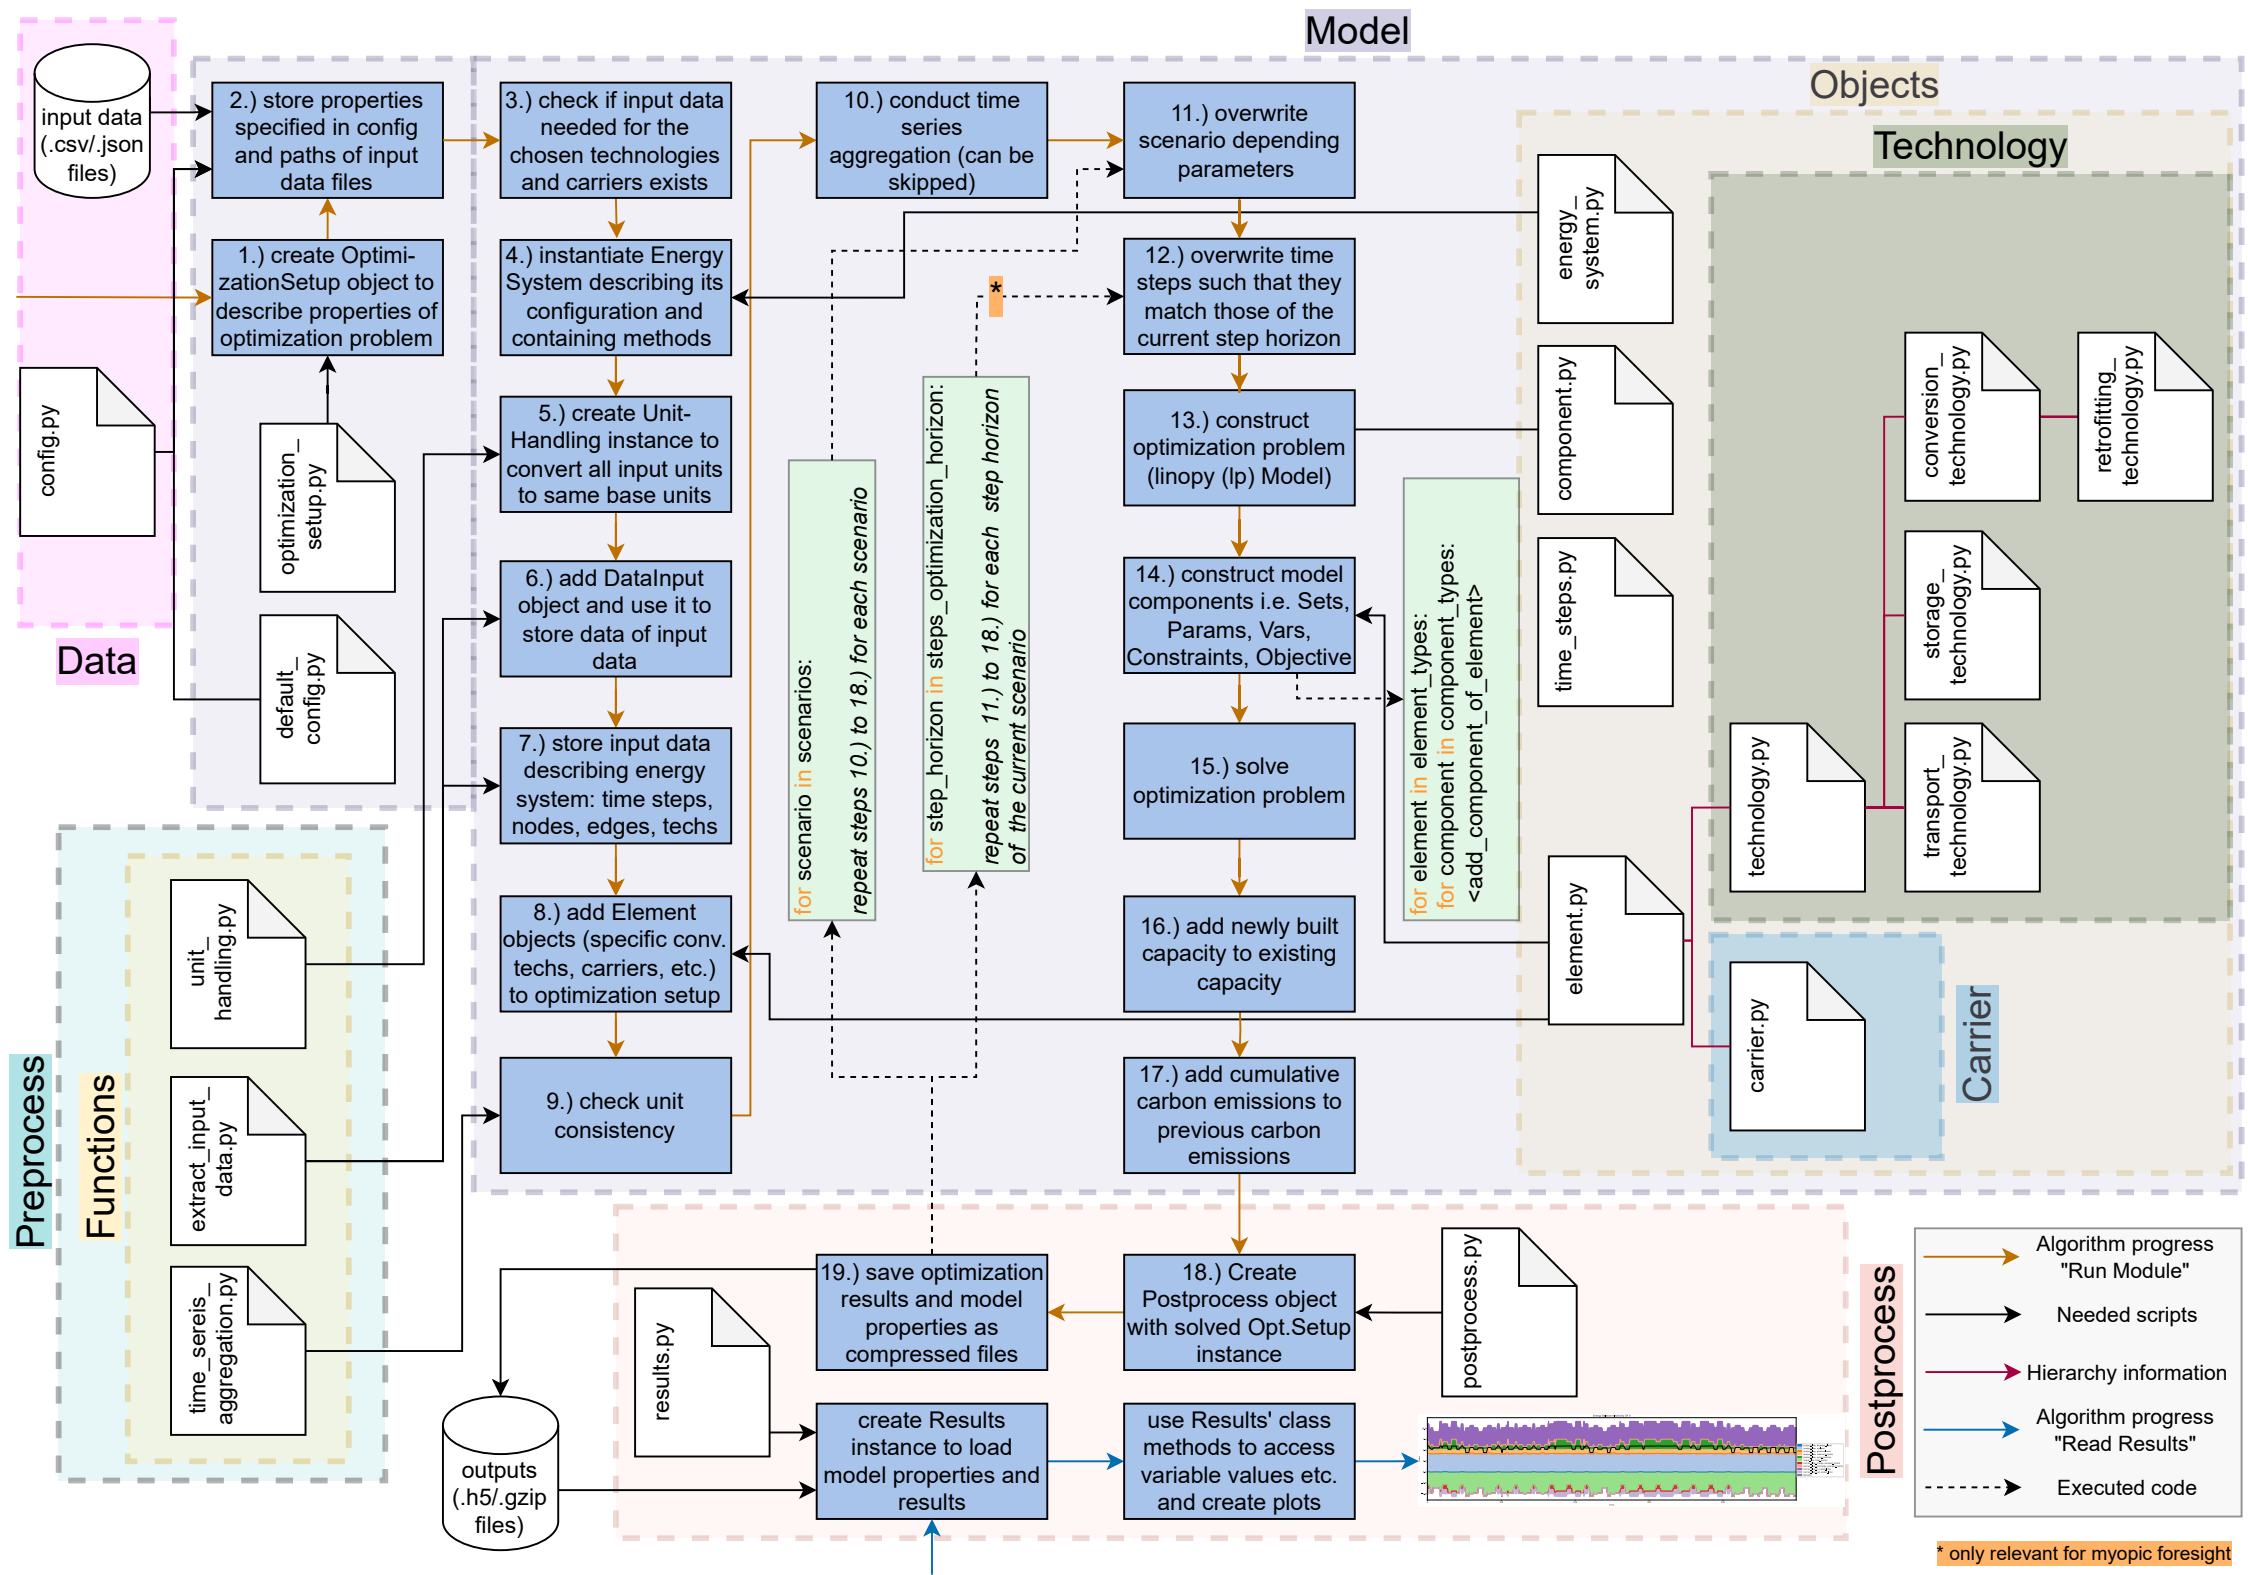 Model
Objects
Technology
input data
(.csv/.json
files)
2.) store properties
specified in config
and paths of input
data files
3.) check if input data
needed for the
chosen technologies
and carriers exists
10.) conduct time
series
aggregation (can be
skipped)
11.) overwrite
scenario depending
parameters
1.) create Optimi-
zationSetup object to
describe properties of
optimization problem
4.) instantiate Energy
System describing its
configuration and
containing methods
*
12.) overwrite time
steps such that they
match those of the
current step horizon
energy_
system.py
config.py
optimization_
setup.py
default_
config.py
Data
5.) create Unit-
Handling instance to
convert all input units
to same base units
6.) add DataInput
object and use it to
store data of input
data
7.) store input data
describing energy
system: time steps,
nodes, edges, techs
8.) add Element
objects (specific conv.
techs, carriers, etc.)
to optimization setup
9.) check unit
consistency
for scenario in scenarios:
repeat steps 10.) to 18.) for each scenario
for step_horizon in steps_optimization_horizon:
repeat steps 11.) to 18.) for each step horizon
of the current scenario
13.) construct
optimization problem
(linopy (lp) Model)
14.) construct model
components i.e. Sets,
Params, Vars,
Constraints, Objective
15.) solve
optimization problem
16.) add newly built
capacity to existing
capacity
17.) add cumulative
carbon emissions to
previous carbon
emissions
for element in element_types:
for component in component_types:
<add_component_of_element>
component.py
time_steps.py
element.py
conversion_
technology.py
retrofitting_
technology.py
storage_
technology.py
technology.py
transport_
technology.py
carrier.py
Carrier
Preprocess
Functions
unit_
handling.py
extract_input_
data.py
time_sereis_
aggregation.py
19.) save optimization
results and model
properties as
compressed files
18.) Create
Postprocess object
with solved Opt.Setup
instance
postprocess.py
results.py
Postprocess
outputs
(.h5/.gzip
files)
create Results
instance to load
model properties and
results
use Results' class
methods to access
variable values etc.
and create plots
Algorithm progress
"Run Module"
Needed scripts
Hierarchy information
Algorithm progress
"Read Results"
Executed code
* only relevant for myopic foresight